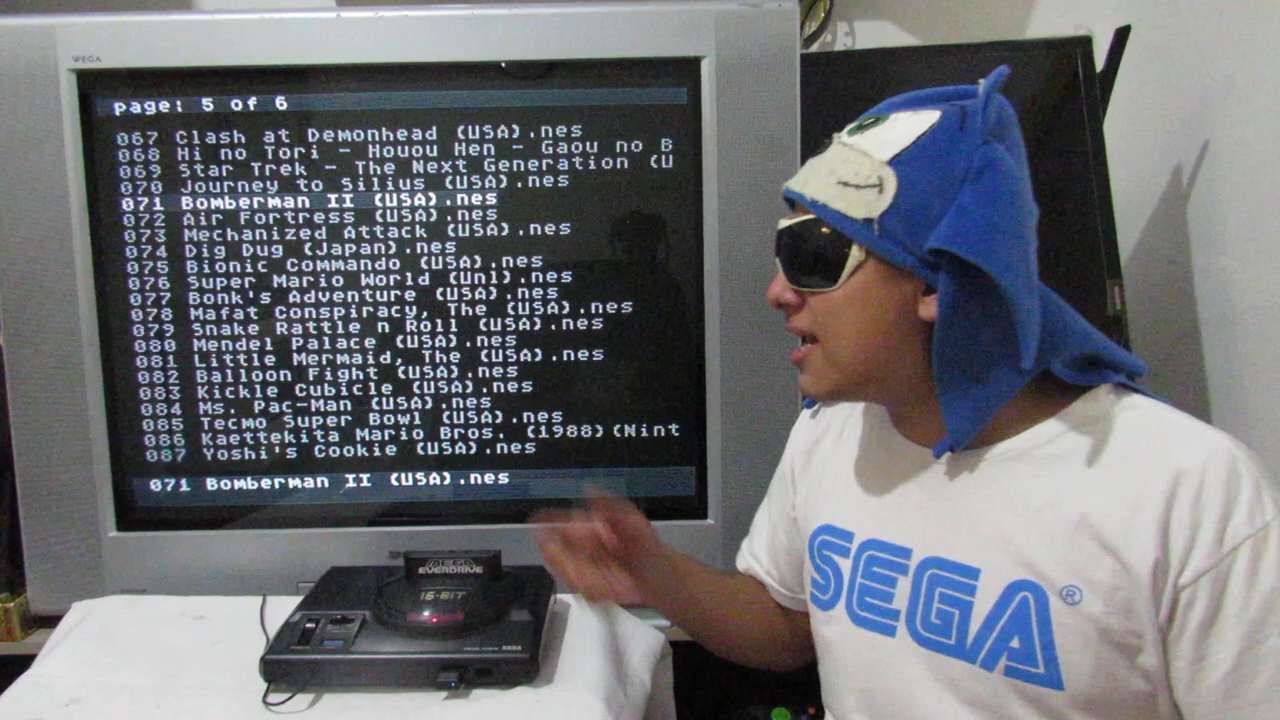 WEGA
page: 5 of 6
067 Clash at Demonhead (USA).nes
068 Hi no Tori - Houou Hen - Gaou no B
069 Star Trek - The Next Generation (U
070 Journey to Silius (USA).nes
071 Bomberman II (USA).nes
072 Air Fortress (USA).nes
073 Mechanized Attack (USA).nes
074 Dig Dug (Japan).nes
075 Bionic Commando (USA).nes
076 Super Mario World (Unl).nes
077 Bonk's Adventure (USA).nes
078 Mafat Conspiracy, The (USA).nes
079 Snake Rattle n Roll (USA).nes
080 Mendel Palace (USA).nes
081 Little Mermaid, The (USA).nes
082 Balloon Fight (USA).nes
083 Kickle Cubicle (USA).nes
084 Ms. Pac-Man (USA).nes
085 Tecmo Super Bowl (USA).nes
086 Kaettekita Mario Bros. (1988)(Nint
087 Yoshi's Cookie (USA).nes
071 Bomberman II (USA).nes
MEGA
EVERDRIVE
16-BIT
SEGA
SEGA®